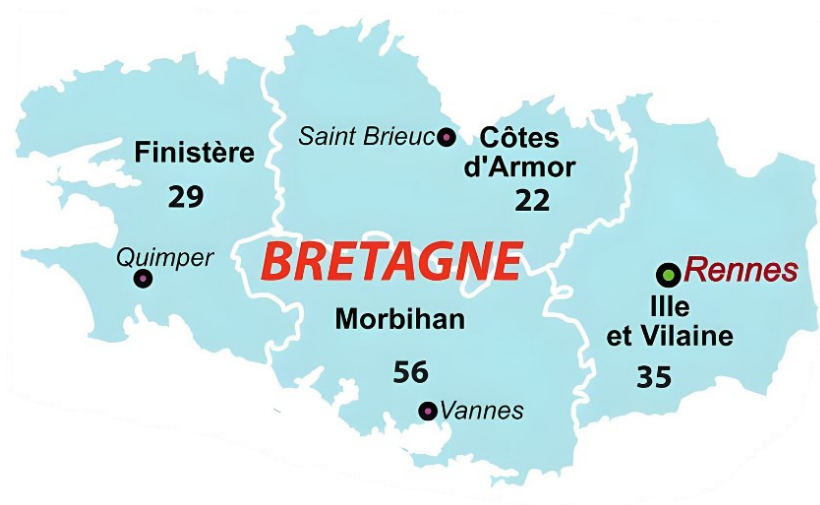 Saint Brieuc
Côtes
d'Armor
22
Finistère
29
Quimper
BRETAGNE
Rennes
Ille
et Vilaine
35
Morbihan
56
Vannes